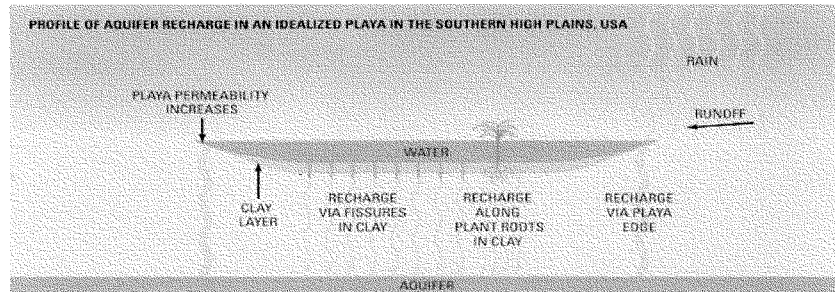 PROFILE OF AQUIFER RECHARGE IN AN IDEALIZED PLAYA IN THE SOUTHERN HIGH PLAINS, USA
RAIN
PLAYA PERMEABILITY
INCREASES
RUNOFF
WATER
CLAY
LAYER
RECHARGE
VIA FISSURES
IN CLAY
RECHARGE
ALONG
PLANT ROOTS
IN CLAY
RECHARGE
VIA PLAYA
EDGE
AQUIFER